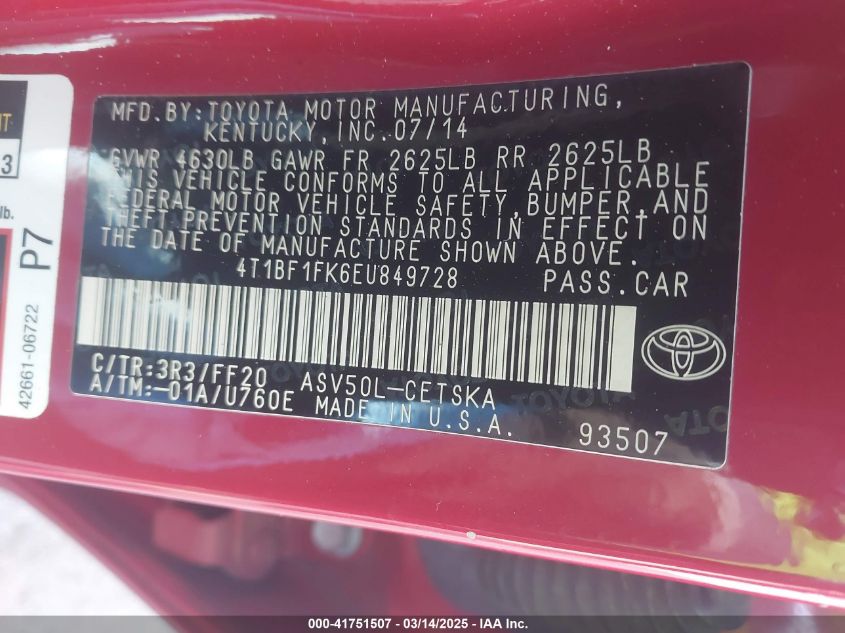 MFD.BY:TOYOTA MOTOR MANUFACTURING,
KENTUCKY, INC.07/14
GVWR 4630LB GAWR FR 2625LB RR 2625LB
THIS VEHICLE CONFORMS TO ALL APPLICABLE
FEDERAL MOTOR VEHICLE SAFETY, BUMPER, AND
THEFT PREVENTION STANDARDS IN EFFECT ON
THE DATE OF MANUFACTURE SHOWN ABOVE.
4T1BF1FK6EU849728 PASS.CAR
C/TR:3R3/FF20 ASV50L-CETSKA
A/TM:-01A/U760E MADE IN U.S.A.
93507
3
lb.
P7
42661-06722
TOYOTA
000-41751507 - 03/14/2025 - IAA Inc.